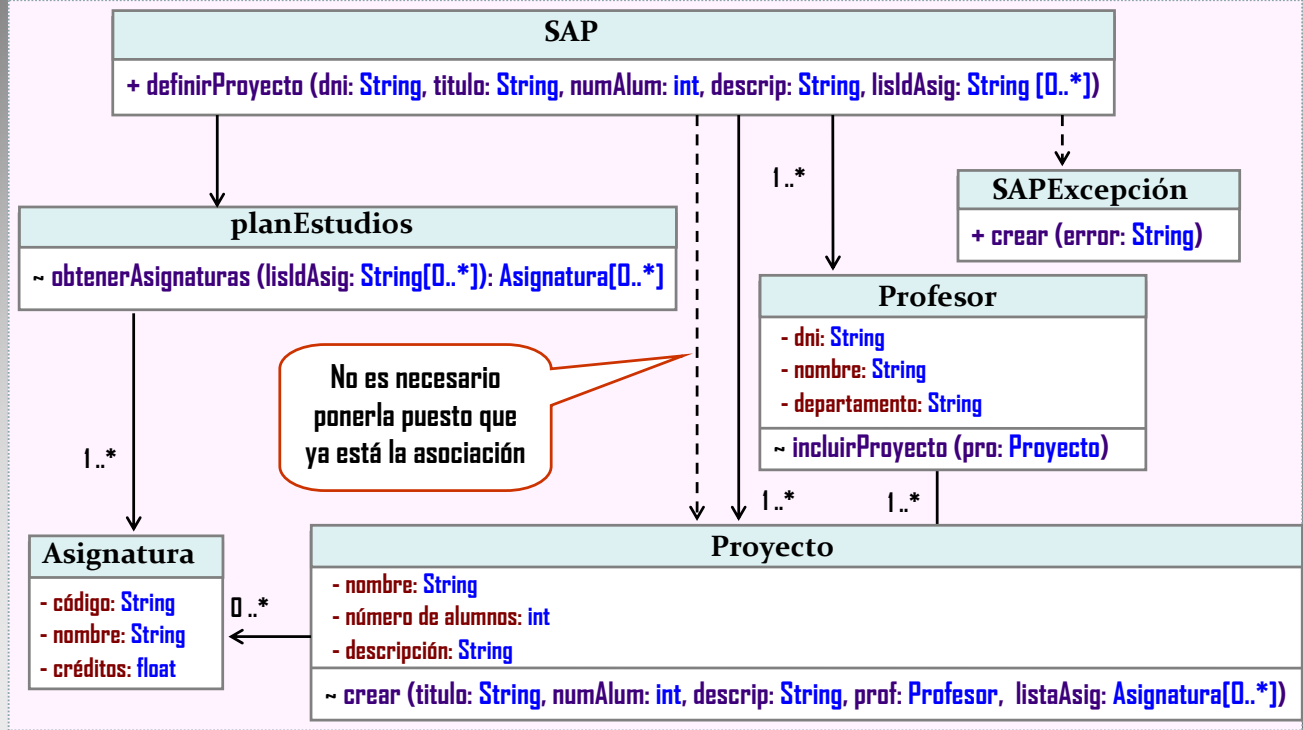 SAP
+ definirProyecto (dni: String, titulo: String, numAlum: int, descrip: String, lisIdAsig: String [0..*])
1..*
SAPExcepción
+ crear (error: String)
planEstudios
~ obtenerAsignaturas (lisIdAsig: String[0..*]): Asignatura[0..*]
Profesor
- dni: String
- nombre: String
- departamento: String
~ incluirProyecto (pro: Proyecto)
No es necesario
ponerla puesto que
ya está la asociación
1..*
1..*
1..*
Asignatura
- código: String
- nombre: String
- créditos: float
0..*
Proyecto
- nombre: String
- número de alumnos: int
- descripción: String
~ crear (titulo: String, numAlum: int, descrip: String, prof: Profesor, listaAsig: Asignatura[0..*])